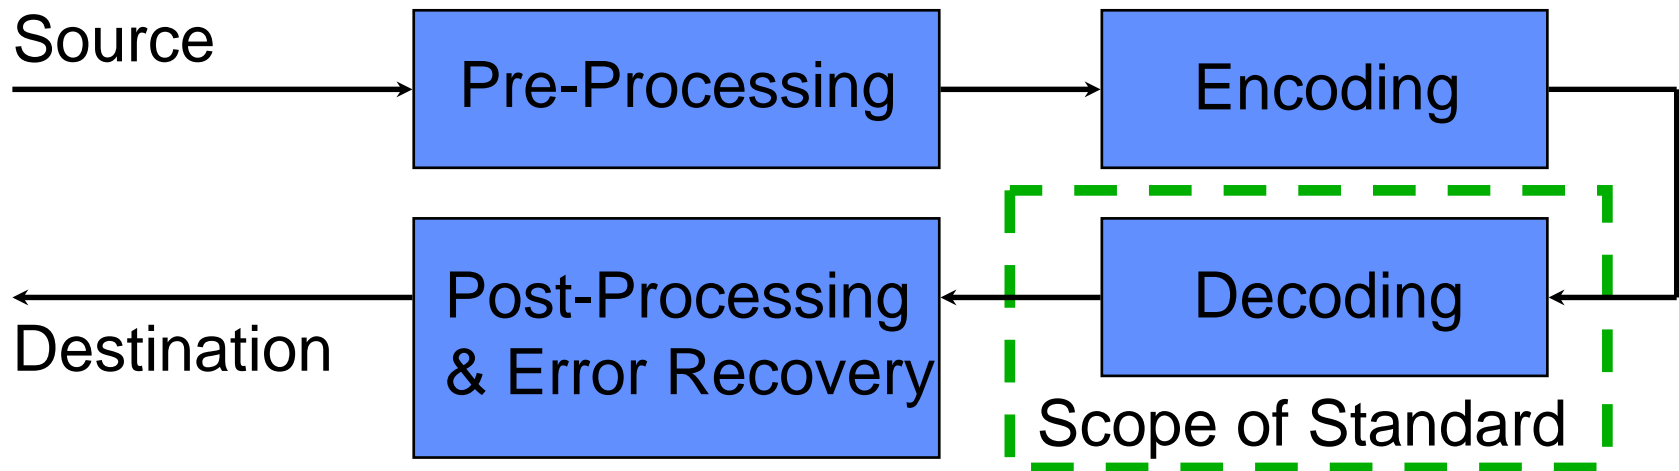 Source
Pre-Processing
Encoding
Post-Processing
& Error Recovery
Decoding
Destination
Scope of Standard